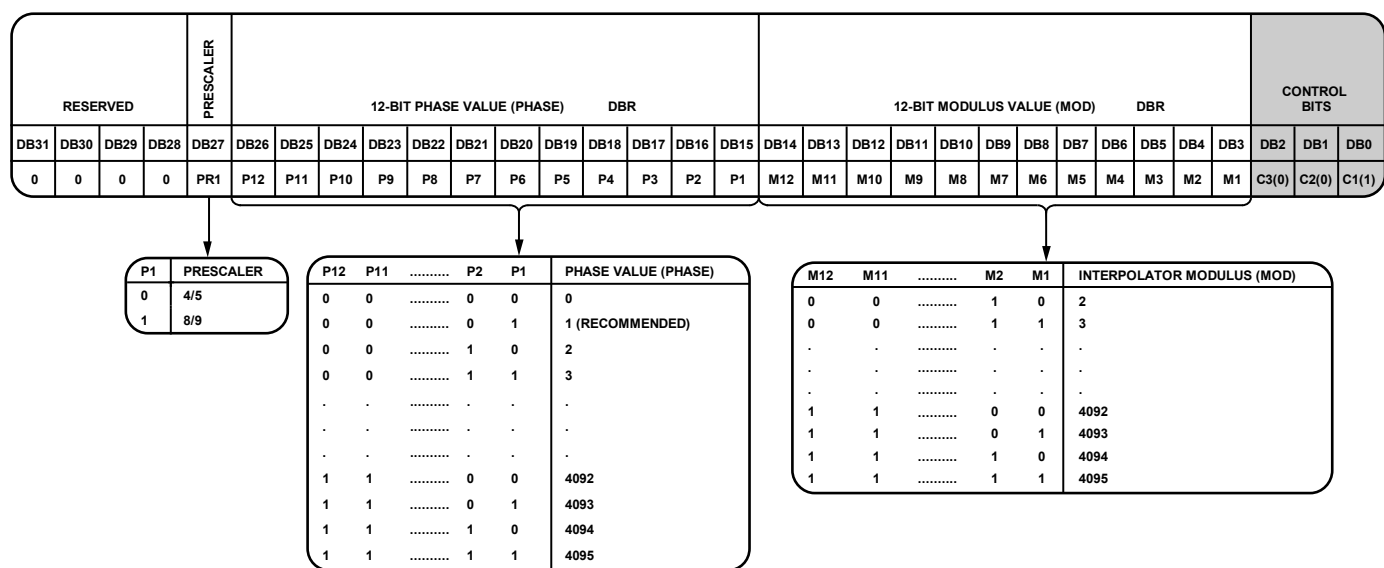 RESERVED PRESCALER 12-BIT PHASE VALUE (PHASE) DBR 12-BIT MODULUS VALUE (MOD) DBR CONTROL BITS
DB31 DB30 DB29 DB28 DB27 DB26 DB25 DB24 DB23 DB22 DB21 DB20 DB19 DB18 DB17 DB16 DB15 DB14 DB13 DB12 DB11 DB10 DB9 DB8 DB7 DB6 DB5 DB4 DB3 DB2 DB1 DB0
0 0 0 0 PR1 P12 P11 P10 P9 P8 P7 P6 P5 P4 P3 P2 P1 M12 M11 M10 M9 M8 M7 M6 M5 M4 M3 M2 M1 C3(0) C2(0) C1(1)
P1 PRESCALER
0 4/5
1 8/9
P12 P11 .......... P2 P1 PHASE VALUE (PHASE)
0 0 .......... 0 0 0
0 0 .......... 0 1 1 (RECOMMENDED)
0 0 .......... 1 0 2
0 0 .......... 1 1 3
. . .......... . . .
. . .......... . . .
. . .......... . . .
1 1 .......... 0 0 4092
1 1 .......... 0 1 4093
1 1 .......... 1 0 4094
1 1 .......... 1 1 4095
M12 M11 .......... M2 M1 INTERPOLATOR MODULUS (MOD)
0 0 .......... 1 0 2
0 0 .......... 1 1 3
. . .......... . . .
. . .......... . . .
. . .......... . . .
1 1 .......... 0 0 4092
1 1 .......... 0 1 4093
1 1 .......... 1 0 4094
1 1 .......... 1 1 4095